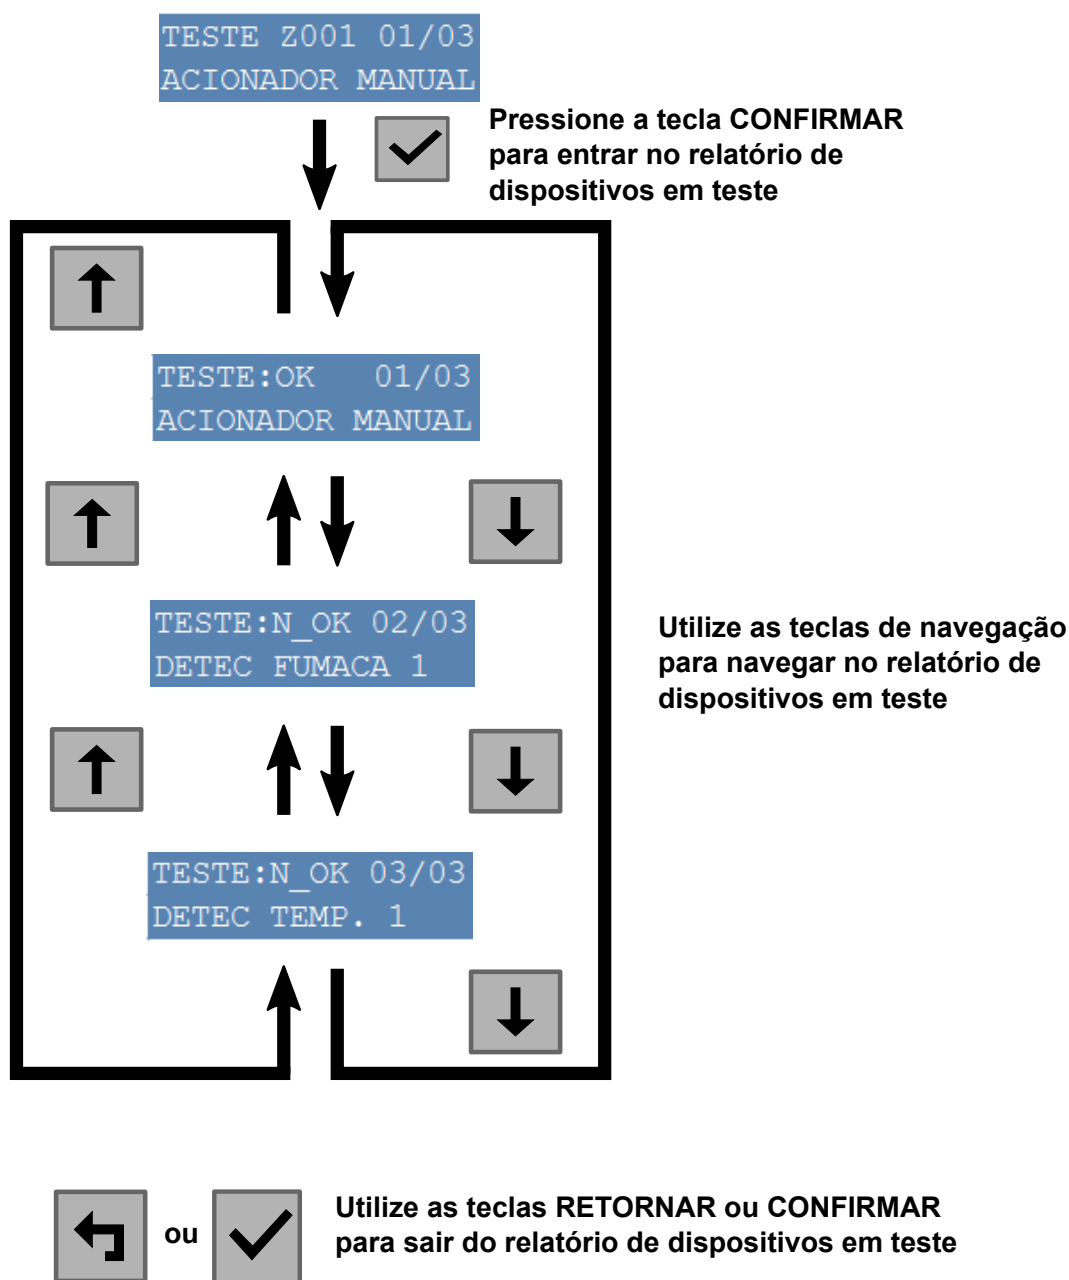 TESTE Z001 01/03
ACIONADOR MANUAL
Pressione a tecla CONFIRMAR
para entrar no relatório de
dispositivos em teste
TESTE:OK 01/03
ACIONADOR MANUAL
TESTE:N_OK 02/03
DETEC FUMACA 1
Utilize as teclas de navegação
para navegar no relatório de
dispositivos em teste
TESTE:N_OK 03/03
DETEC TEMP. 1
ou
Utilize as teclas RETORNAR ou CONFIRMAR
para sair do relatório de dispositivos em teste